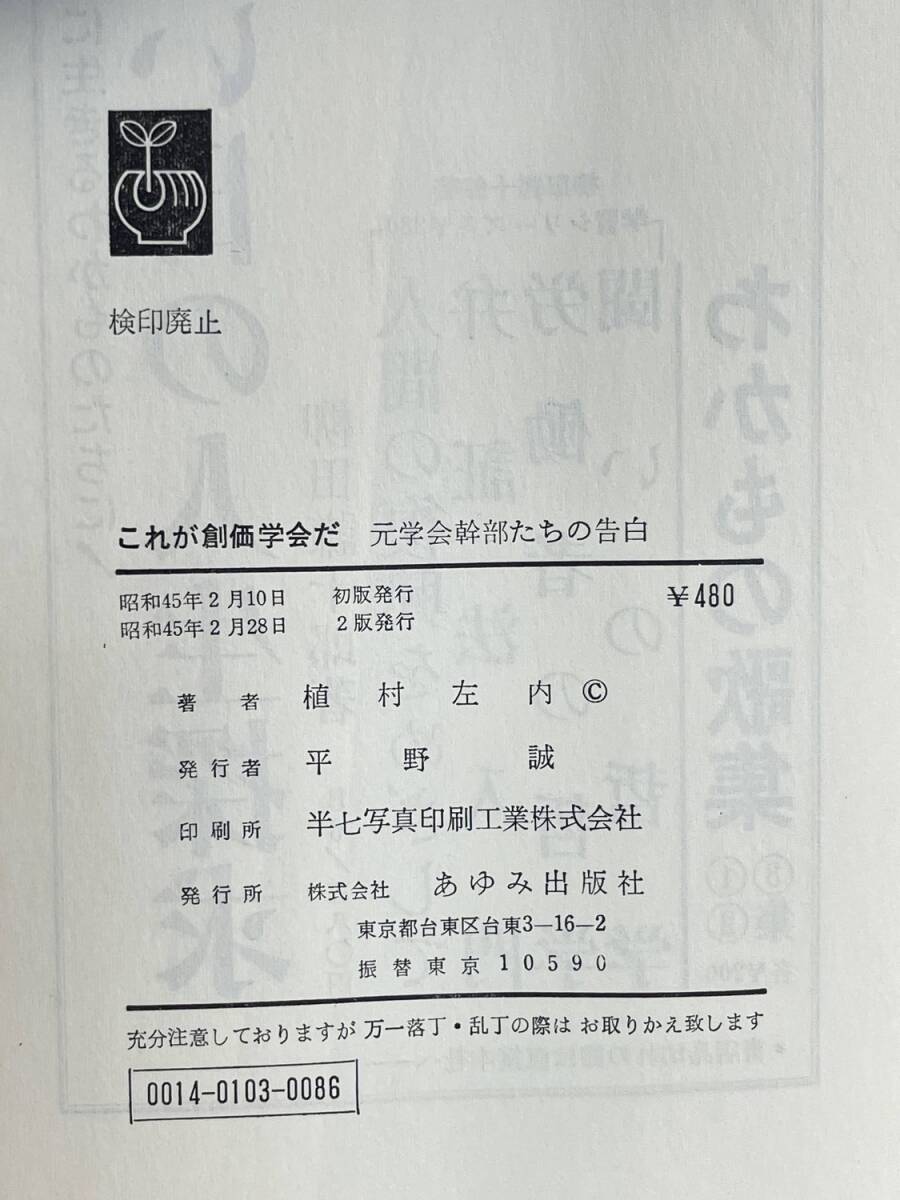 検印廃止
これが創価学会だ 元学会幹部たちの告白
昭和45年2月10日 初版発行 ¥480
昭和45年2月28日 2版発行
著者 植村左内 ©
発行者 平野誠
印刷所 半七写真印刷工業株式会社
発行所 株式会社 あゆみ出版社
東京都台東区台東3—16—2
振替東京10590
充分注意しておりますが 万一落丁・乱丁の際は お取りかえ致します
0014-0103-0086